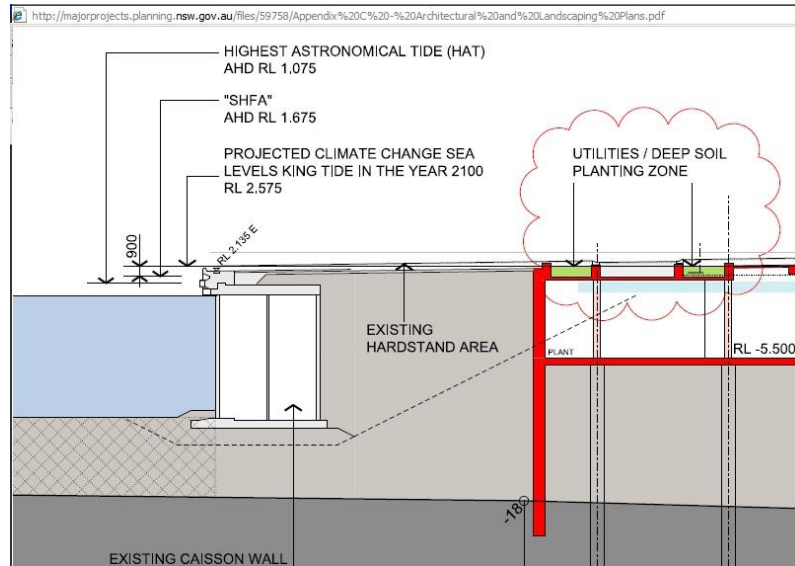 http://majorprojects.planning.nsw.gov.au/files/59758/Appendix%20C%20-%20Architectural%20and%20Landscaping%20Plans.pdf
HIGHEST ASTRONOMICAL TIDE (HAT)
AHD RL 1.075
"SHFA"
AHD RL 1.675
PROJECTED CLIMATE CHANGE SEA
LEVELS KING TIDE IN THE YEAR 2100
RL 2.575
UTILITIES / DEEP SOIL
PLANTING ZONE
900
RL 2.135 E
EXISTING
HARDSTAND AREA
PLANT
RL -5.500
-18
EXISTING CAISSON WALL